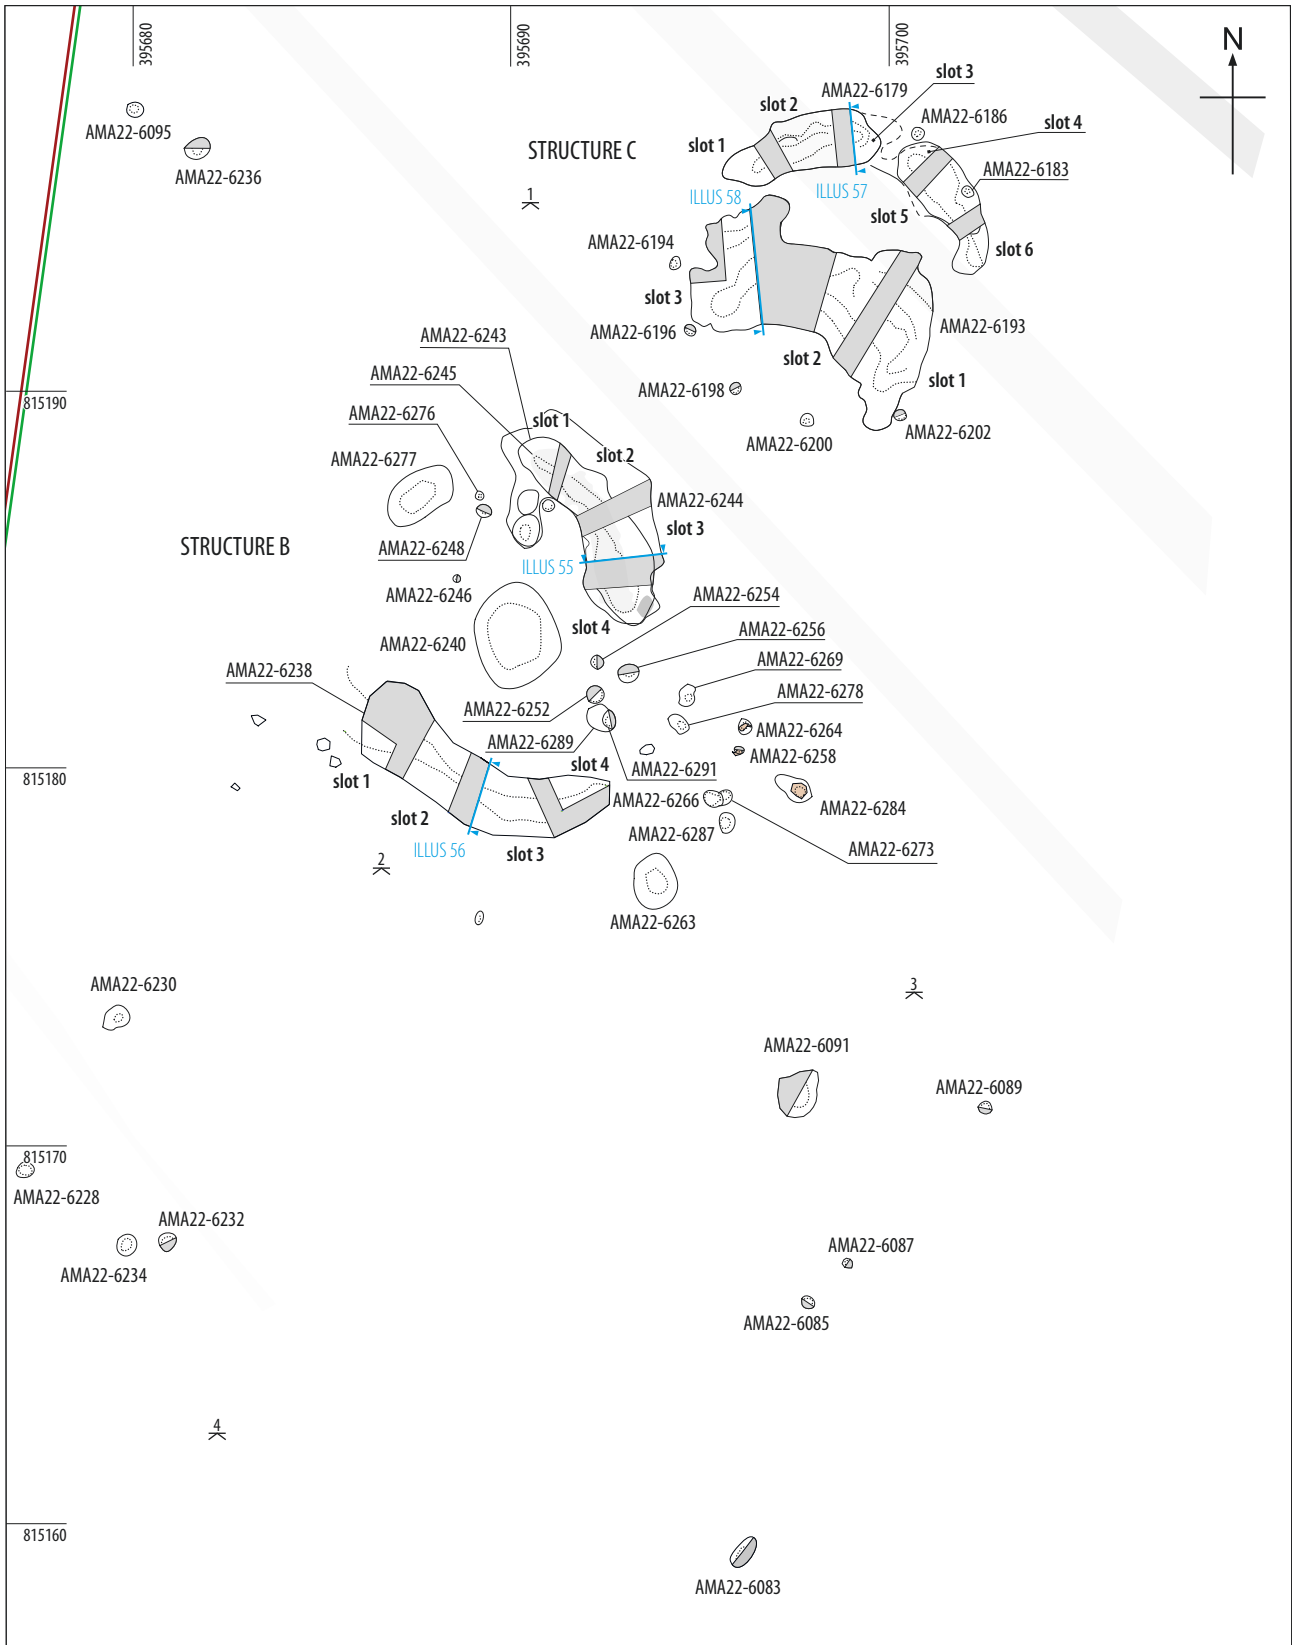 395680
395690
395700
N
slot 3
AMA22-6179
slot 2
AMA22-6095
AMA22-6186
slot 4
STRUCTURE C
slot 1
AMA22-6236
AMA22-6183
1
ILLUS 58
ILLUS 57
slot 5
AMA22-6194
slot 6
slot 3
AMA22-6196
AMA22-6193
AMA22-6243
slot 2
AMA22-6245
slot 1
AMA22-6198
815190
AMA22-6276
slot 1
AMA22-6200
AMA22-6202
AMA22-6277
slot 2
AMA22-6244
slot 3
STRUCTURE B
AMA22-6248
ILLUS 55
AMA22-6246
AMA22-6254
slot 4
AMA22-6256
AMA22-6240
AMA22-6269
AMA22-6238
AMA22-6278
AMA22-6252
AMA22-6264
AMA22-6289
AMA22-6258
slot 4
AMA22-6291
815180
slot 1
AMA22-6266
AMA22-6284
slot 2
AMA22-6287
ILLUS 56
slot 3
AMA22-6273
2
AMA22-6263
AMA22-6230
3
AMA22-6091
AMA22-6089
815170
AMA22-6228
AMA22-6232
AMA22-6234
AMA22-6087
AMA22-6085
4
815160
AMA22-6083